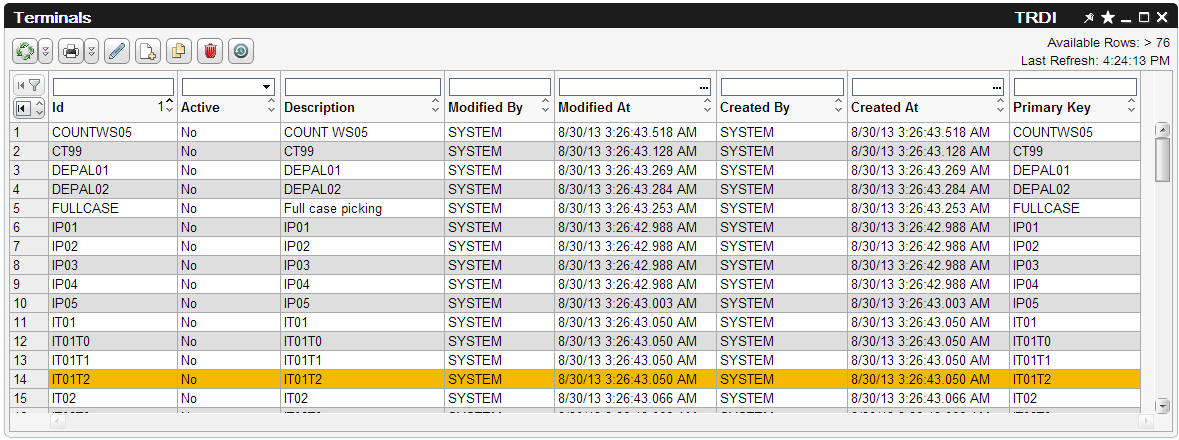 Terminals TRDI
Available Rows: > 76
Last Refresh: 4:24:13 PM
Id 1 Active Description Modified By Modified At Created By Created At Primary Key
1 COUNTWS05 No COUNT WS05 SYSTEM 8/30/13 3:26:43.518 AM SYSTEM 8/30/13 3:26:43.518 AM COUNTWS05
2 CT99 No CT99 SYSTEM 8/30/13 3:26:43.128 AM SYSTEM 8/30/13 3:26:43.128 AM CT99
3 DEPAL01 No DEPAL01 SYSTEM 8/30/13 3:26:43.269 AM SYSTEM 8/30/13 3:26:43.269 AM DEPAL01
4 DEPAL02 No DEPAL02 SYSTEM 8/30/13 3:26:43.284 AM SYSTEM 8/30/13 3:26:43.284 AM DEPAL02
5 FULLCASE No Full case picking SYSTEM 8/30/13 3:26:43.253 AM SYSTEM 8/30/13 3:26:43.253 AM FULLCASE
6 IP01 No IP01 SYSTEM 8/30/13 3:26:42.988 AM SYSTEM 8/30/13 3:26:42.988 AM IP01
7 IP02 No IP02 SYSTEM 8/30/13 3:26:42.988 AM SYSTEM 8/30/13 3:26:42.988 AM IP02
8 IP03 No IP03 SYSTEM 8/30/13 3:26:42.988 AM SYSTEM 8/30/13 3:26:42.988 AM IP03
9 IP04 No IP04 SYSTEM 8/30/13 3:26:42.988 AM SYSTEM 8/30/13 3:26:42.988 AM IP04
10 IP05 No IP05 SYSTEM 8/30/13 3:26:43.003 AM SYSTEM 8/30/13 3:26:43.003 AM IP05
11 IT01 No IT01 SYSTEM 8/30/13 3:26:43.050 AM SYSTEM 8/30/13 3:26:43.050 AM IT01
12 IT01T0 No IT01T0 SYSTEM 8/30/13 3:26:43.050 AM SYSTEM 8/30/13 3:26:43.050 AM IT01T0
13 IT01T1 No IT01T1 SYSTEM 8/30/13 3:26:43.050 AM SYSTEM 8/30/13 3:26:43.050 AM IT01T1
14 IT01T2 No IT01T2 SYSTEM 8/30/13 3:26:43.050 AM SYSTEM 8/30/13 3:26:43.050 AM IT01T2
15 IT02 No IT02 SYSTEM 8/30/13 3:26:43.066 AM SYSTEM 8/30/13 3:26:43.066 AM IT02